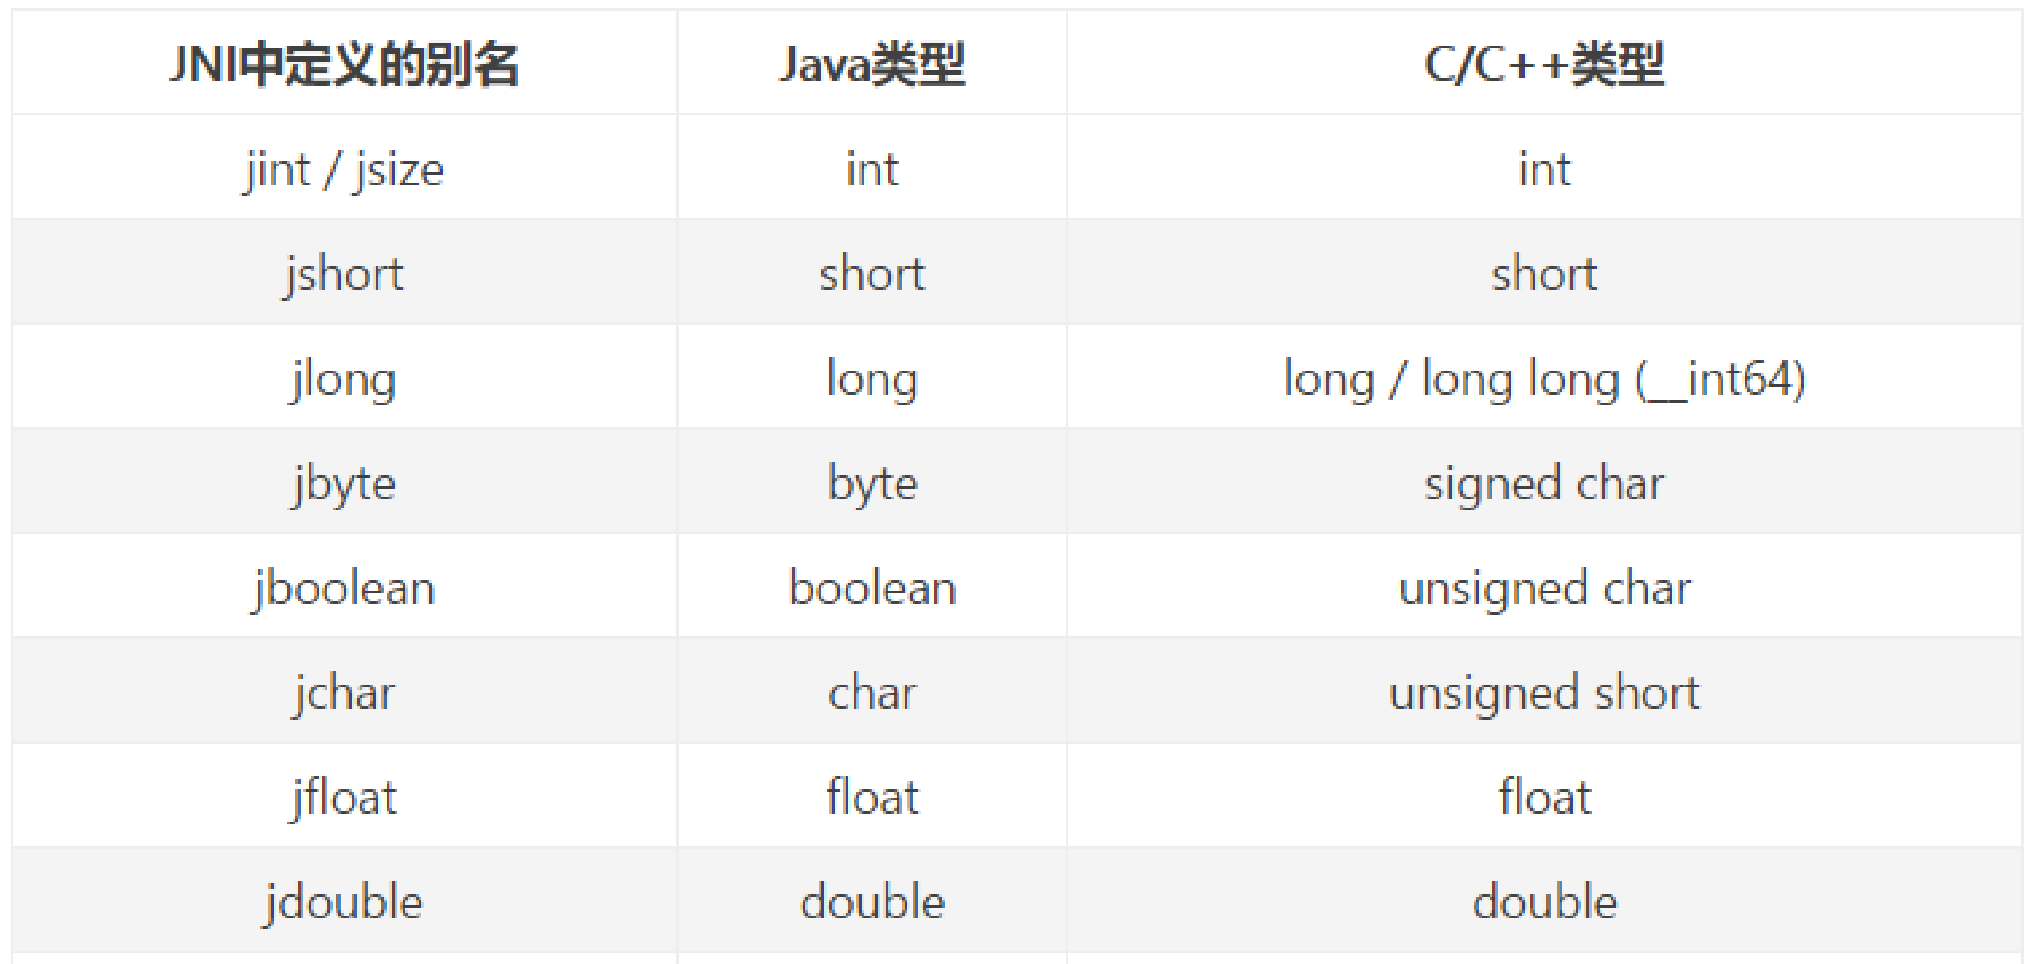 JNI中定义的别名 Java类型 C/C++类型
jint / jsize int int
jshort short short
jlong long long / long long (__int64)
jbyte byte signed char
jboolean boolean unsigned char
jchar char unsigned short
jfloat float float
jdouble double double